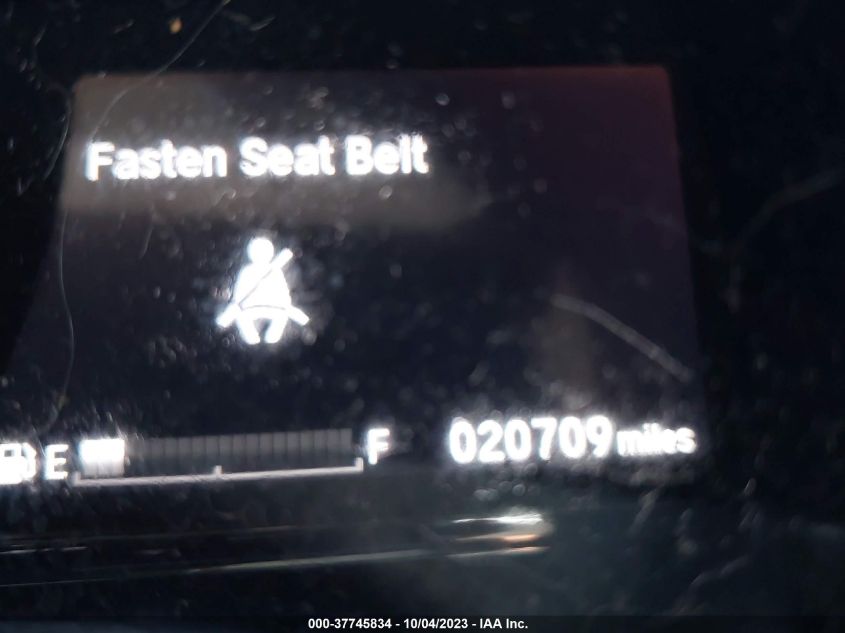 Fasten Seat Belt
E F 020709 miles
000-37745834 - 10/04/2023 - IAA Inc.